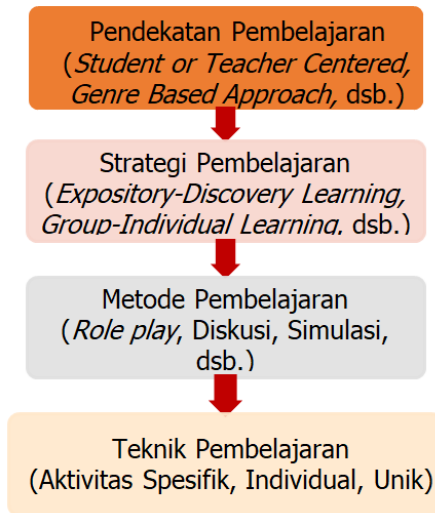 Pendekatan Pembelajaran
(Student or Teacher Centered,
Genre Based Approach, dsb.)
Strategi Pembelajaran
(Expository-Discovery Learning,
Group-Individual Learning, dsb.)
Metode Pembelajaran
(Role play, Diskusi, Simulasi,
dsb.)
Teknik Pembelajaran
(Aktivitas Spesifik, Individual, Unik)